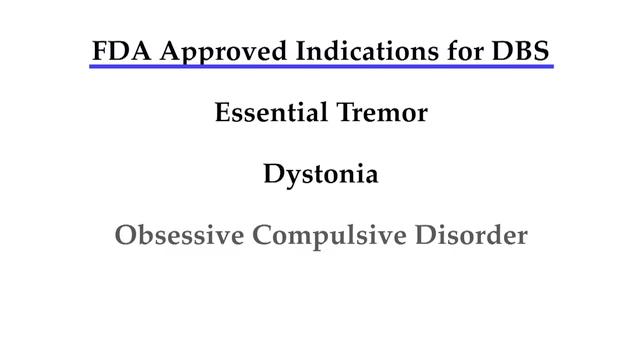 FDA Approved Indications for DBS
Essential Tremor
Dystonia
Obsessive Compulsive Disorder